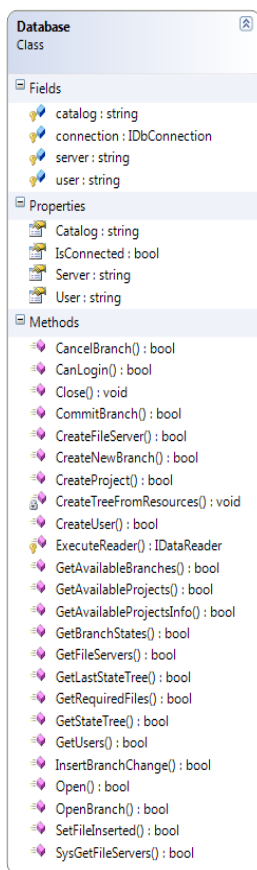 Database
Class
Fields
catalog : string
connection : IDbConnection
server : string
user : string
Properties
Catalog : string
IsConnected : bool
Server : string
User : string
Methods
CancelBranch() : bool
CanLogin() : bool
Close() : void
CommitBranch() : bool
CreateFileServer() : bool
CreateNewBranch() : bool
CreateProject() : bool
CreateTreeFromResources() : void
CreateUser() : bool
ExecuteReader() : IDataReader
GetAvailableBranches() : bool
GetAvailableProjects() : bool
GetAvailableProjectsInfo() : bool
GetBranchStates() : bool
GetFileServers() : bool
GetLastStateTree() : bool
GetRequiredFiles() : bool
GetStateTree() : bool
GetUsers() : bool
InsertBranchChange() : bool
Open() : bool
OpenBranch() : bool
SetFileInserted() : bool
SysGetFileServers() : bool